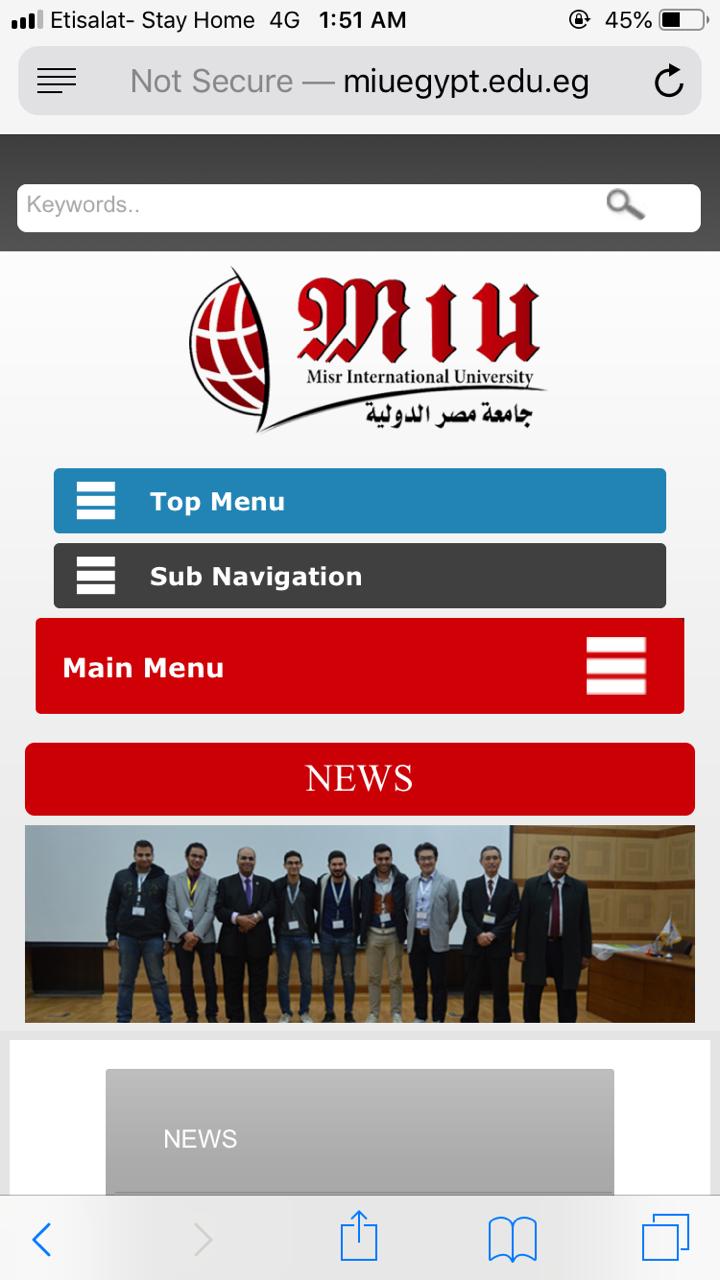 Etisalat- Stay Home 4G 1:51 AM 45%
Not Secure — miuegypt.edu.eg
Keywords..
MIU
Misr International University
جامعة مصر الدولية
Top Menu
Sub Navigation
Main Menu
NEWS
NEWS